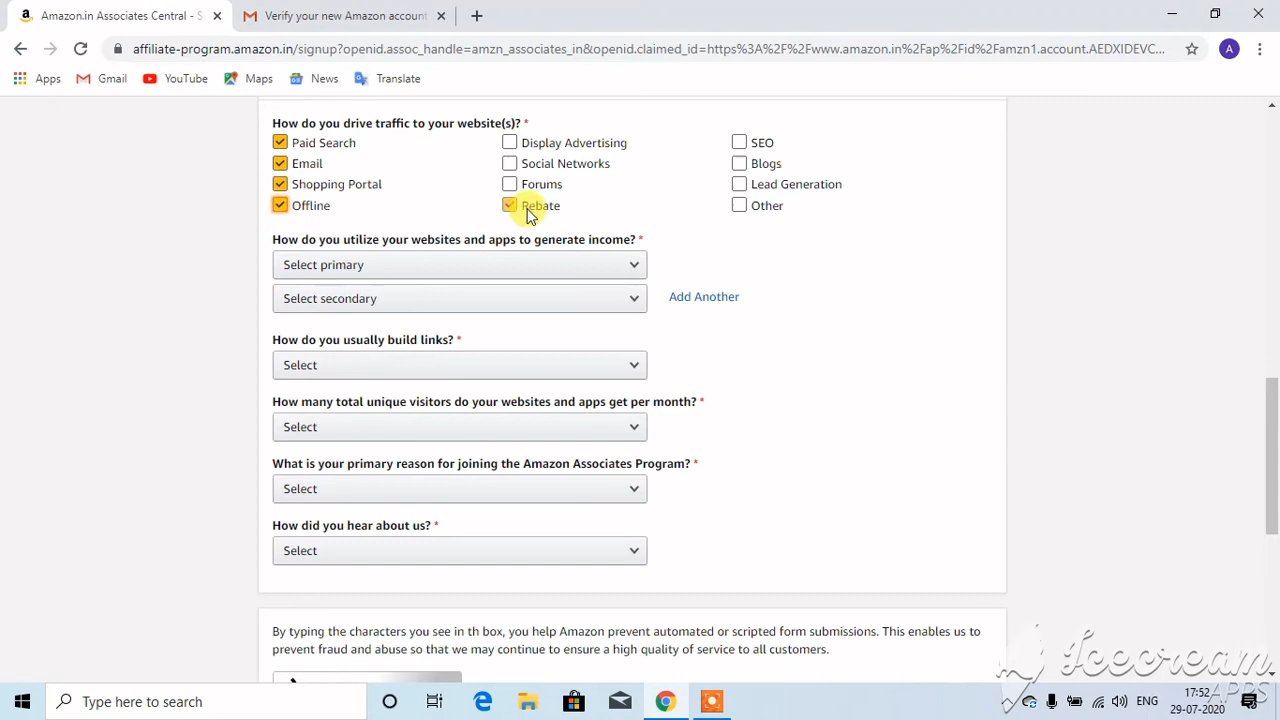 Amazon.in Associates Central - S
Verify your new Amazon account
affiliate-program.amazon.in/signup?openid.assoc_handle=amzn_associates_in&openid.claimed_id=https%3A%2F%2Fwww.amazon.in%2Fap%2Fid%2Famzn1.account.AEDXIDEVC...
A
Apps Gmail YouTube Maps News Translate
How do you drive traffic to your website(s)? *
Paid Search Display Advertising SEO
Email Social Networks Blogs
Shopping Portal Forums Lead Generation
Offline Rebate Other
How do you utilize your websites and apps to generate income? *
Select primary
Select secondary Add Another
How do you usually build links? *
Select
How many total unique visitors do your websites and apps get per month? *
Select
What is your primary reason for joining the Amazon Associates Program? *
Select
How did you hear about us? *
Select
By typing the characters you see in th box, you help Amazon prevent automated or scripted form submissions. This enables us to
prevent fraud and abuse so that we may continue to ensure a high quality of service to all customers.
Icecream
APPS
Type here to search
ENG
17:52
29-07-2020